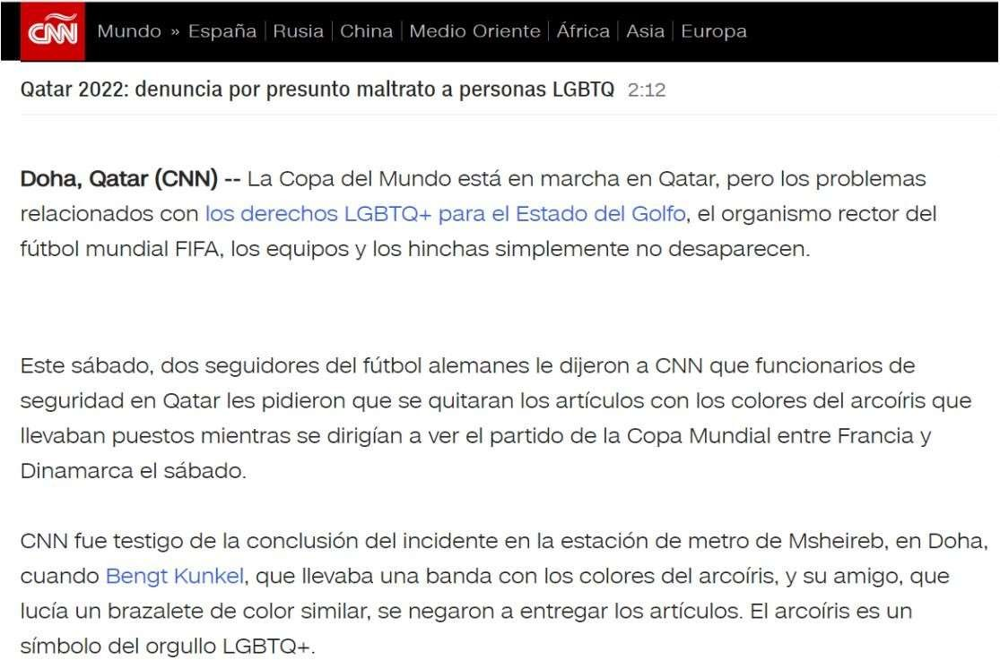 CNN Mundo » España | Rusia | China | Medio Oriente | África | Asia | Europa
Qatar 2022: denuncia por presunto maltrato a personas LGBTQ 2:12
Doha, Qatar (CNN) -- La Copa del Mundo está en marcha en Qatar, pero los problemas
relacionados con los derechos LGBTQ+ para el Estado del Golfo, el organismo rector del
fútbol mundial FIFA, los equipos y los hinchas simplemente no desaparecen.
Este sábado, dos seguidores del fútbol alemanes le dijeron a CNN que funcionarios de
seguridad en Qatar les pidieron que se quitaran los artículos con los colores del arcoíris que
llevaban puestos mientras se dirigían a ver el partido de la Copa Mundial entre Francia y
Dinamarca el sábado.
CNN fue testigo de la conclusión del incidente en la estación de metro de Msheireb, en Doha,
cuando Bengt Kunkel, que llevaba una banda con los colores del arcoíris, y su amigo, que
lucía un brazalete de color similar, se negaron a entregar los artículos. El arcoíris es un
símbolo del orgullo LGBTQ+.